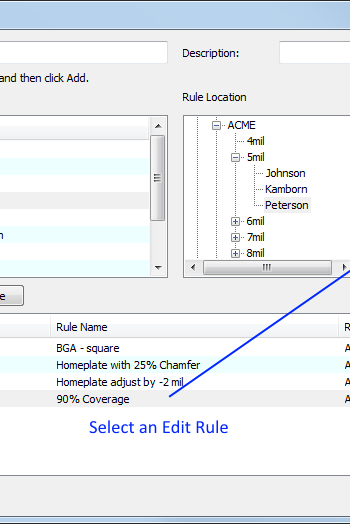 Description:
and then click Add.
Rule Location
ACME
4mil
5mil
Johnson
Kamborn
Peterson
6mil
7mil
8mil
Rule Name
BGA - square
Homeplate with 25% Chamfer
Homeplate adjust by -2 mil
90% Coverage
Select an Edit Rule